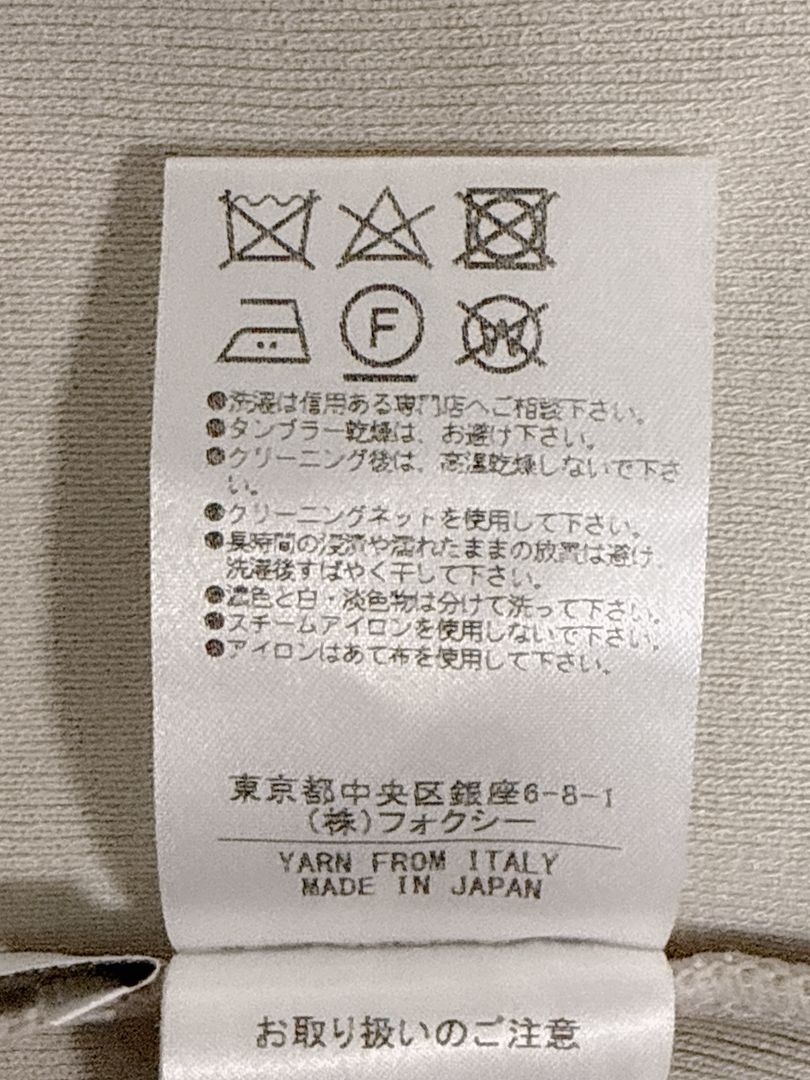 F
W
●洗濯は信用ある専門店へご相談下さい。
●タンブラー乾燥は、お避け下さい。
●クリーニング後は、高温乾燥しないで下さ
い。
●クリーニングネットを使用して下さい。
●長時間の浸漬や濡れたままの放置は避け、
洗濯後すばやく干して下さい。
●濃色と白・淡色物は分けて洗って下さい。
●スチームアイロンを使用しないで下さい。
●アイロンはあて布を使用して下さい。
東京都中央区銀座6-8-1
(株)フォクシー
YARN FROM ITALY
MADE IN JAPAN
お取り扱いのご注意